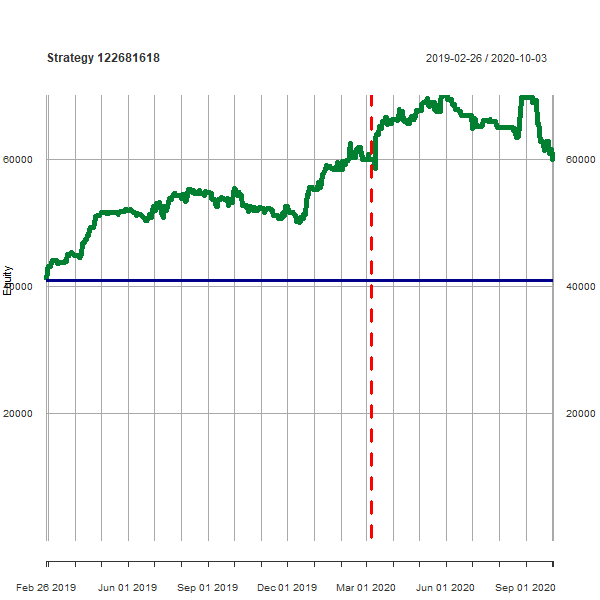 Strategy 122681618
2019-02-26 / 2020-10-03
60000
60000
Equity
40000
40000
20000
20000
Feb 26 2019
Jun 01 2019
Sep 01 2019
Dec 01 2019
Mar 01 2020
Jun 01 2020
Sep 01 2020